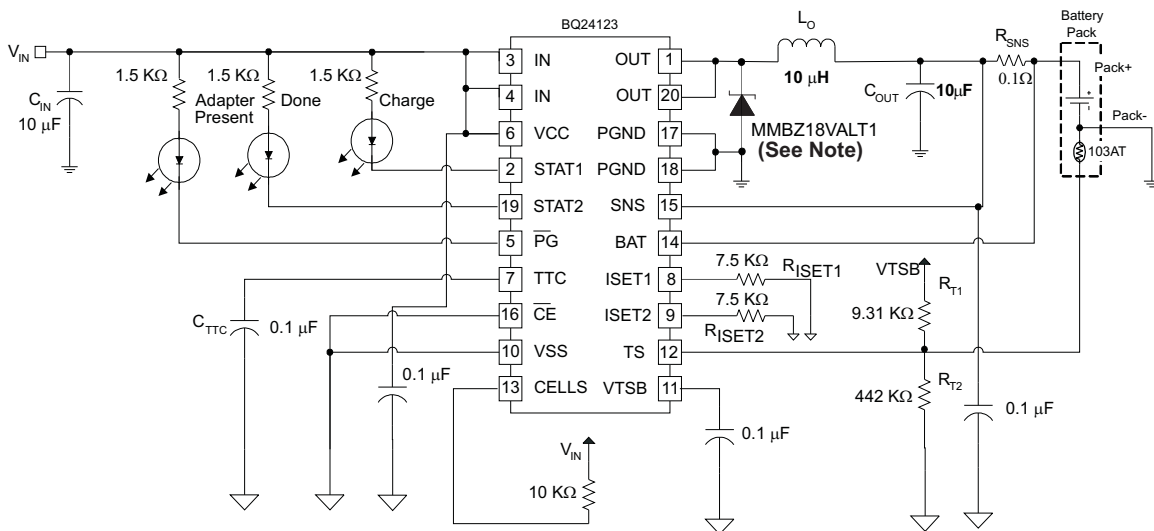 BQ24123
V_IN
C_IN
10 μF
1.5 KΩ
Adapter
Present
1.5 KΩ
Done
1.5 KΩ
Charge
3 IN
4 IN
6 VCC
2 STAT1
19 STAT2
5 P̅G̅
7 TTC
16 C̅E̅
10 VSS
13 CELLS
OUT 1
OUT 20
PGND 17
PGND 18
SNS 15
BAT 14
ISET1 8
ISET2 9
TS 12
VTSB 11
L_O
10 μH
MMBZ18VALT1
(See Note)
C_OUT
10μF
R_SNS
0.1Ω
Battery
Pack
Pack+
+
-
Pack-
103AT
7.5 KΩ
R_ISET1
7.5 KΩ
R_ISET2
VTSB
R_T1
9.31 KΩ
R_T2
442 KΩ
0.1 μF
C_TTC
0.1 μF
0.1 μF
0.1 μF
V_IN
10 KΩ